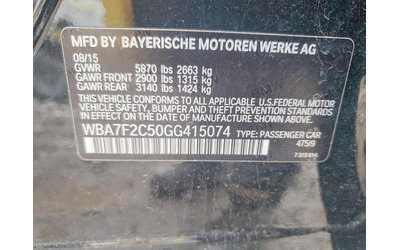 MFD BY BAYERISCHE MOTOREN WERKE AG
08/15
GVWR 5870 lbs 2663 kg
GAWR FRONT 2900 lbs 1315 kg
GAWR REAR 3140 lbs 1424 kg
THIS VEHICLE CONFORMS TO ALL APPLICABLE U.S.FEDERAL MOTOR
VEHICLE SAFETY, BUMPER, AND THEFT PREVENTION STANDARDS
IN EFFECT ON THE DATE OF MANUFACTURE SHOWN ABOVE.
WBA7F2C50GG415074 TYPE: PASSENGER CAR
475/9